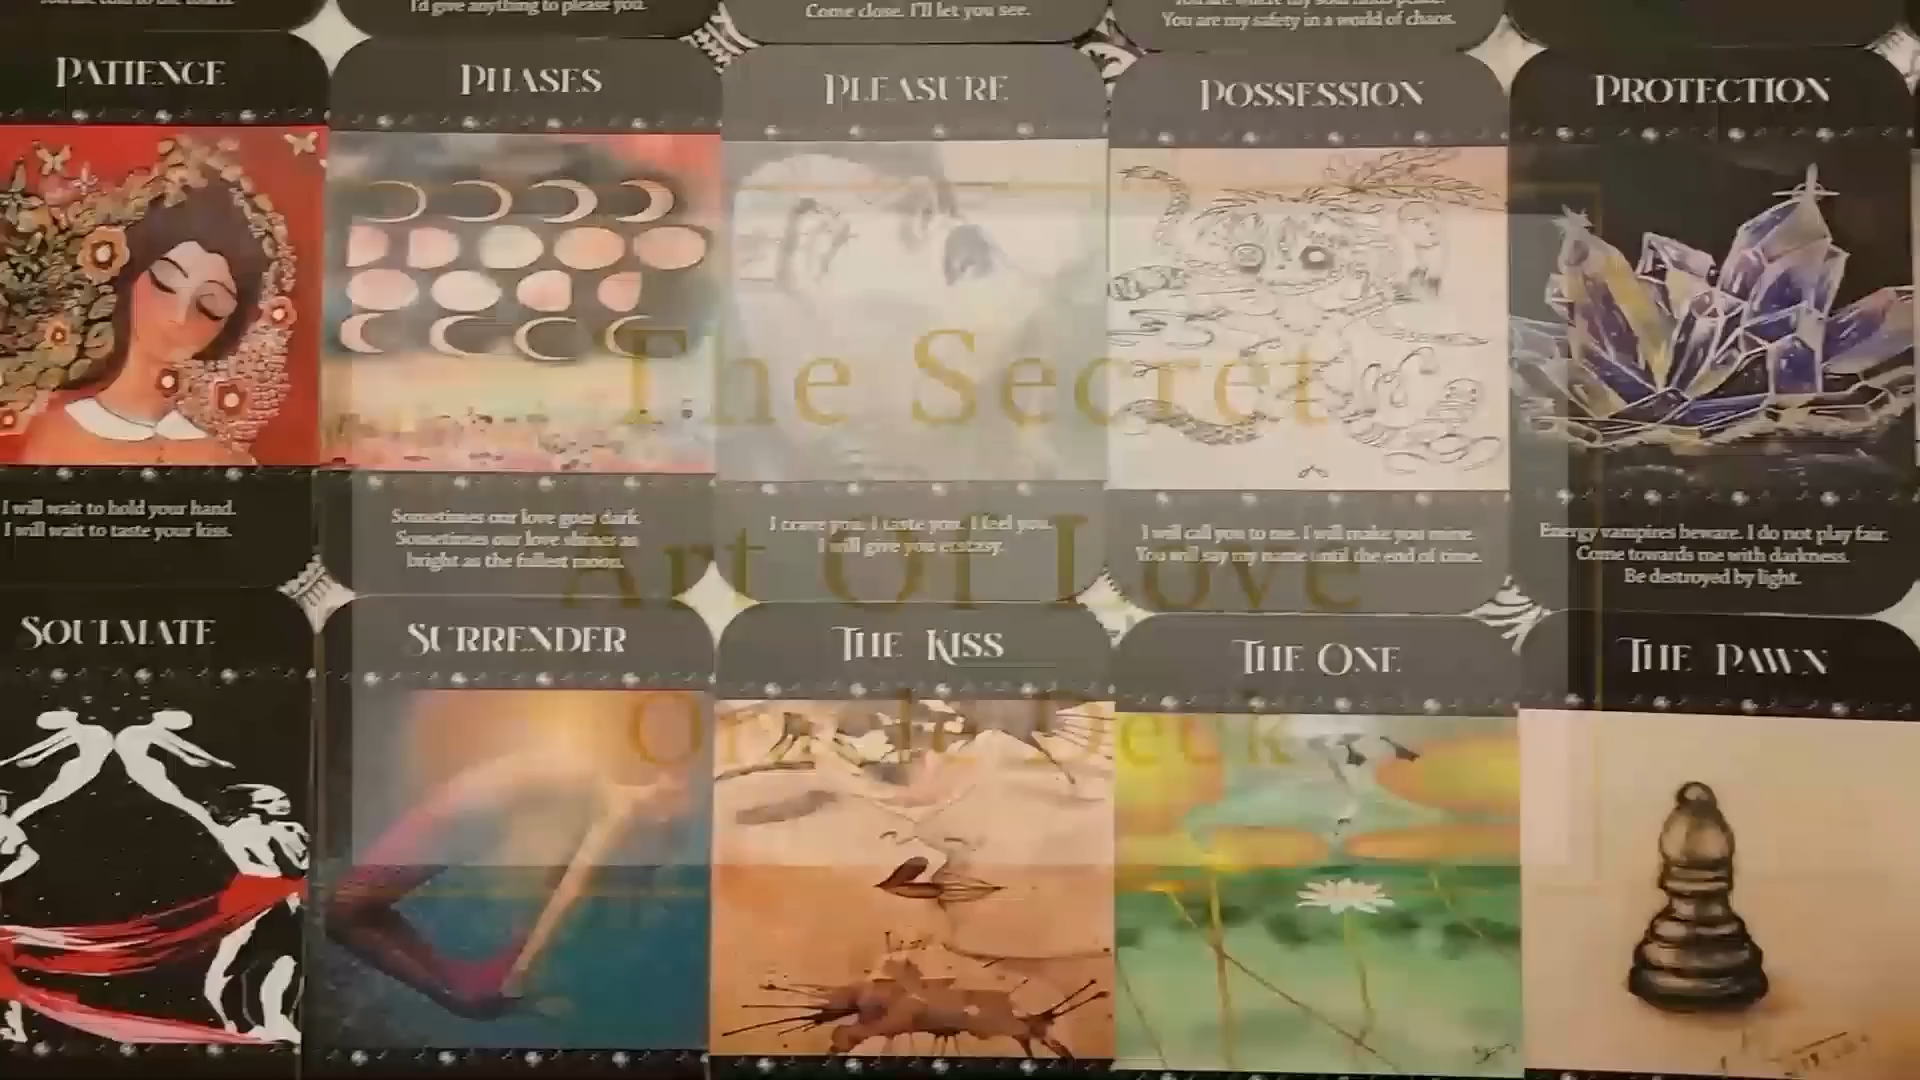 I'd give anything to please you.
Come close. I'll let you see.
You are my safety in a world of chaos.
PATIENCE
PHASES
PLEASURE
POSSESSION
PROTECTION
The Secret
Art Of Love
Oracle Deck
I will wait to hold your hand.
I will wait to taste your kiss.
Sometimes our love goes dark.
Sometimes our love shines as
bright as the fullest moon.
I crave you. I taste you. I feel you.
I will give you ecstasy.
I will call you to me. I will make you mine.
You will say my name until the end of time.
Energy vampires beware. I do not play fair.
Come towards me with darkness.
Be destroyed by light.
SOULMATE
SURRENDER
THE KISS
THE ONE
THE PAWN